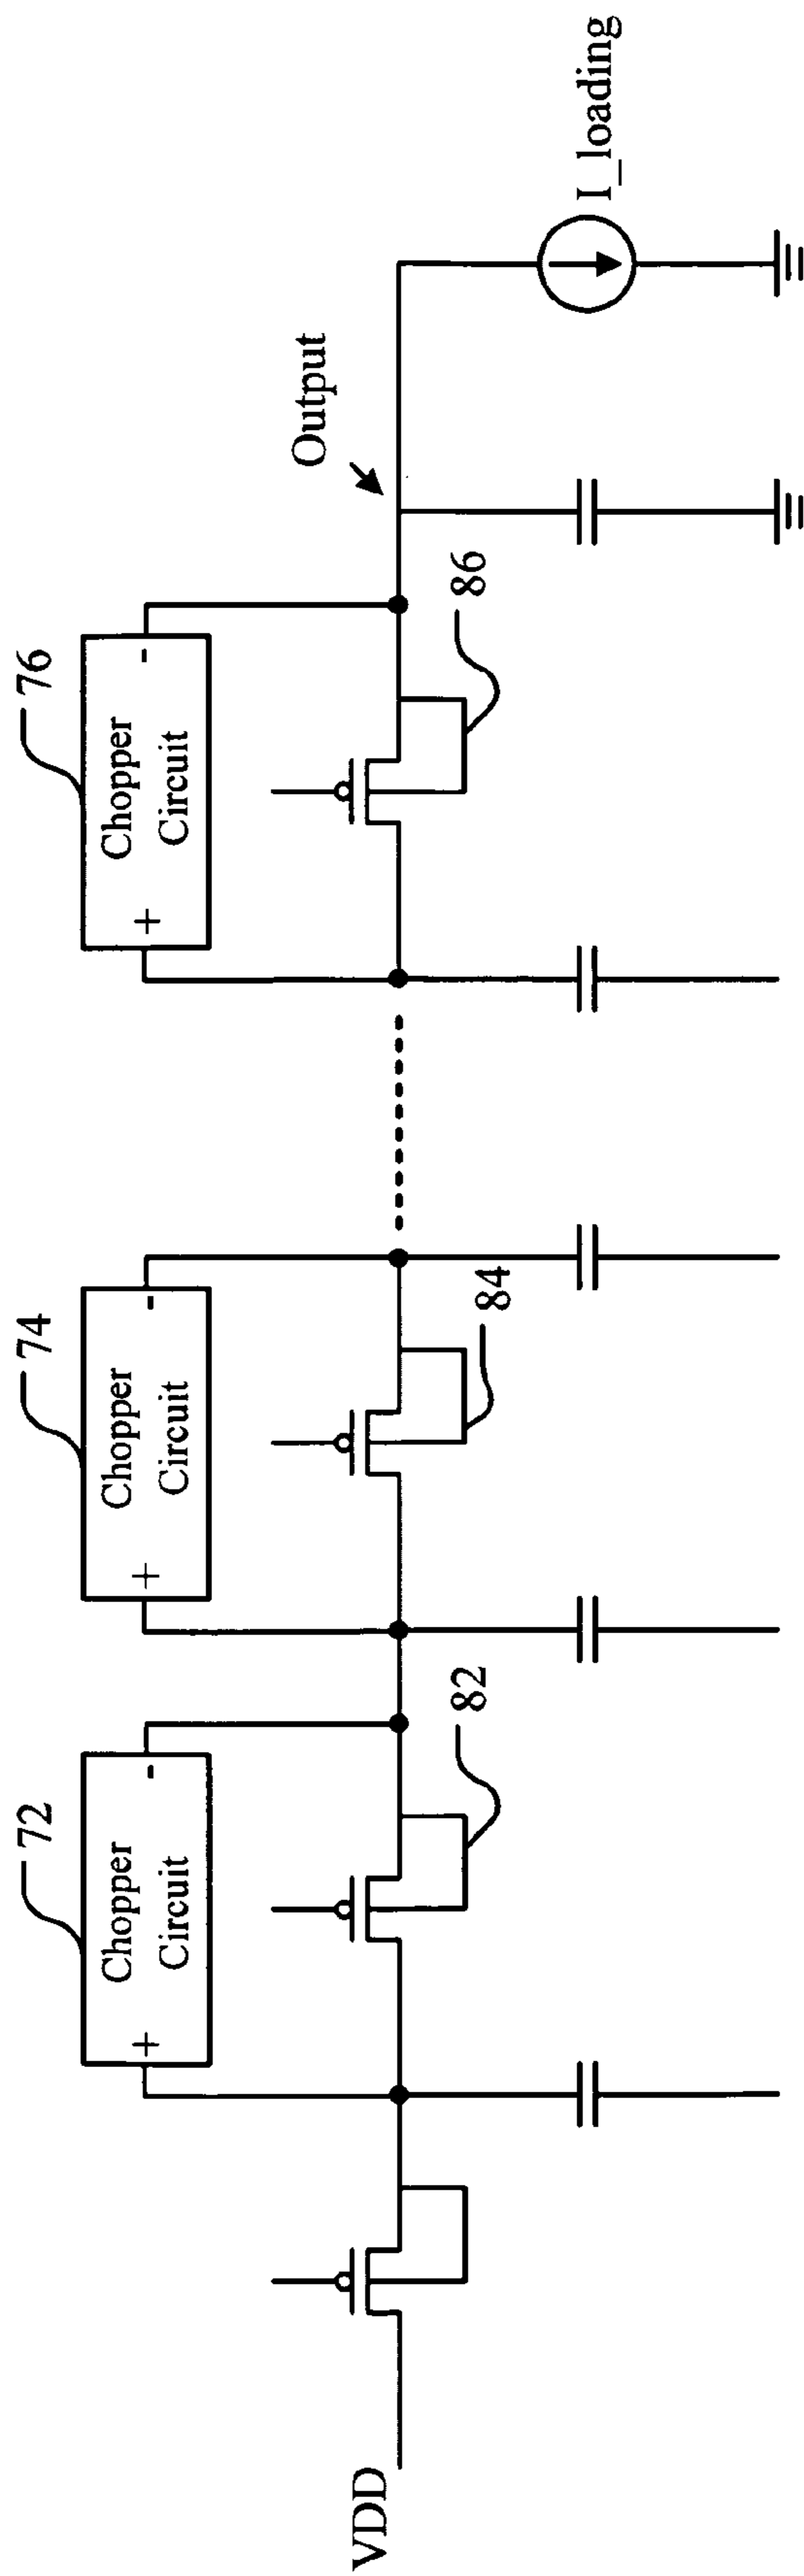 72
74
76
+ Chopper Circuit -
+ Chopper Circuit -
+ Chopper Circuit -
Output
VDD
82
84
86
I_loading